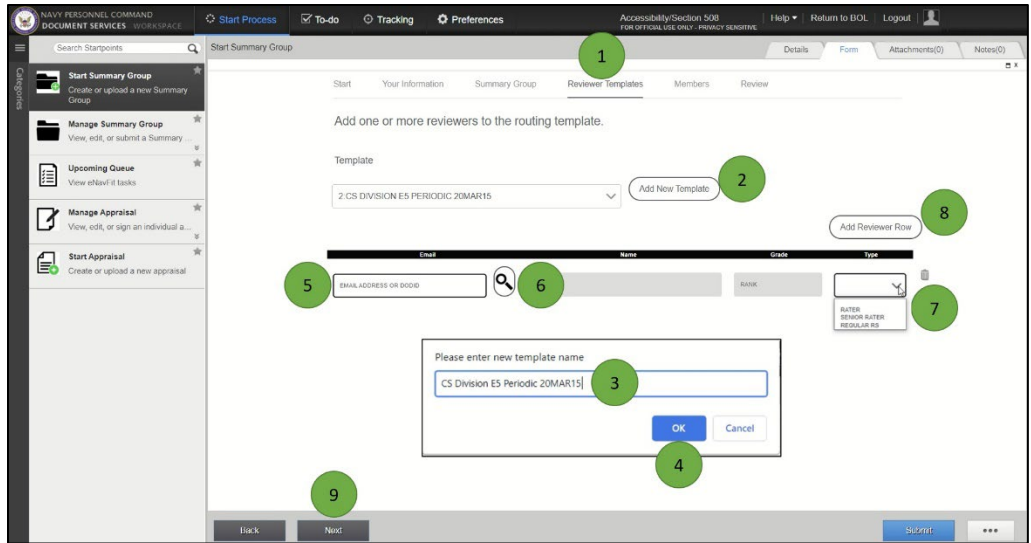 NAVY PERSONNEL COMMAND
DOCUMENT SERVICES WORKSPACE
Start Process
To-do
Tracking
Preferences
Accessibility/Section 508
FOR OFFICIAL USE ONLY - PRIVACY SENSITIVE
Help
Return to BOL
Logout
Search Startpoints
Start Summary Group
Details
Form
Attachments(0)
Notes(0)
Categories
Start Summary Group
Create or upload a new Summary
Group
Manage Summary Group
View, edit, or submit a Summary ...
Upcoming Queue
View eNavFit tasks
Manage Appraisal
View, edit, or sign an individual a...
Start Appraisal
Create or upload a new appraisal
1
Start
Your Information
Summary Group
Reviewer Templates
Members
Review
Add one or more reviewers to the routing template.
Template
2:CS DIVISION E5 PERIODIC 20MAR15
Add New Template
2
Add Reviewer Row
8
Email
Name
Grade
Type
5
EMAIL ADDRESS OR DODID
6
RANK
7
RATER
SENIOR RATER
REGULAR RS
Please enter new template name
CS Division E5 Periodic 20MAR15
3
OK
Cancel
4
9
Back
Next
Submit
•••